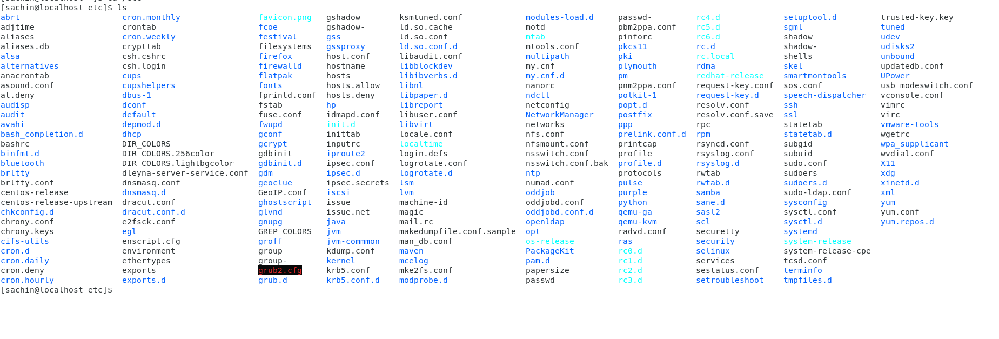 [sachin@localhost etc]$ ls
abrt cron.monthly favicon.png gshadow ksmtuned.conf modules-load.d passwd- rc4.d setuptool.d trusted-key.key
adjtime crontab fcoe gshadow- ld.so.cache motd pbm2ppa.conf rc5.d sgml tuned
aliases cron.weekly festival gss ld.so.conf mtab pinforc rc6.d shadow udev
aliases.db crypttab filesystems gssproxy ld.so.conf.d mtools.conf pkcs11 rc.d shadow- udisks2
alsa csh.cshrc firefox host.conf libaudit.conf multipath pki rc.local shells unbound
alternatives csh.login firewalld hostname libblockdev my.cnf plymouth rdma skel updatedb.conf
anacrontab cups flatpak hosts libibverbs.d my.cnf.d pm redhat-release smartmontools UPower
asound.conf cupshelpers fonts hosts.allow libnl nanorc pnm2ppa.conf request-key.conf sos.conf usb_modeswitch.conf
at.deny dbus-1 fprintd.conf hosts.deny libpaper.d ndctl polkit-1 request-key.d speech-dispatcher vconsole.conf
audisp dconf fstab hp libreport netconfig popt.d resolv.conf ssh vimrc
audit default fuse.conf idmapd.conf libuser.conf NetworkManager postfix resolv.conf.save ssl virc
avahi depmod.d fwupd init.d libvirt networks ppp rpc statetab vmware-tools
bash_completion.d dhcp gconf inittab locale.conf nfs.conf prelink.conf.d rpm statetab.d wgetrc
bashrc DIR_COLORS gcrypt inputrc localtime nfsmount.conf printcap rsyncd.conf subgid wpa_supplicant
binfmt.d DIR_COLORS.256color gdbinit iproute2 login.defs nsswitch.conf profile rsyslog.conf subuid wvdial.conf
bluetooth DIR_COLORS.lightbgcolor gdbinit.d ipsec.conf logrotate.conf nsswitch.conf.bak profile.d rsyslog.d sudo.conf X11
brltty dleyna-server-service.conf gdm ipsec.d logrotate.d ntp protocols rwtab sudoers xdg
brltty.conf dnsmasq.conf geoclue ipsec.secrets lsm numad.conf pulse rwtab.d sudoers.d xinetd.d
centos-release dnsmasq.d GeoIP.conf iscsi lvm oddjob purple samba sudo-ldap.conf xml
centos-release-upstream dracut.conf ghostscript issue machine-id oddjobd.conf python sane.d sysconfig yum
chkconfig.d dracut.conf.d glvnd issue.net magic oddjobd.conf.d qemu-ga sasl2 sysctl.conf yum.conf
chrony.conf e2fsck.conf gnupg java mail.rc openldap qemu-kvm scl sysctl.d yum.repos.d
chrony.keys egl GREP_COLORS jvm makedumpfile.conf.sample opt radvd.conf securetty systemd
cifs-utils enscript.cfg groff jvm-commmon man_db.conf os-release ras security system-release
cron.d environment group kdump.conf maven PackageKit rc0.d selinux system-release-cpe
cron.daily ethertypes group- kernel mcelog pam.d rc1.d services tcsd.conf
cron.deny exports grub2.cfg krb5.conf mke2fs.conf papersize rc2.d sestatus.conf terminfo
cron.hourly exports.d grub.d krb5.conf.d modprobe.d passwd rc3.d setroubleshoot tmpfiles.d
[sachin@localhost etc]$